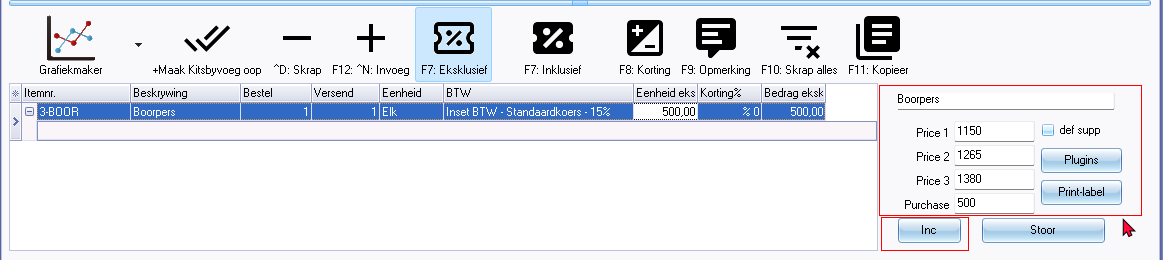 Grafiekmaker +Maak Kitsbyvoeg oop ^D: Skrap F12: ^N: Invoeg F7: Eksklusief F7: Inklusief F8: Korting F9: Opmerking F10: Skrap alles F11: Kopieer
Itemnr. Beskrywing Bestel Versend Eenheid BTW Eenheid eks Korting% Bedrag eksk
3-BOOR Boorpers 1 1 Elk Inset BTW - Standaardkoers - 15% 500,00 % 0 500,00
Boorpers
Price 1 1150 def supp
Price 2 1265 Plugins
Price 3 1380
Print-label
Purchase 500
Inc Stoor